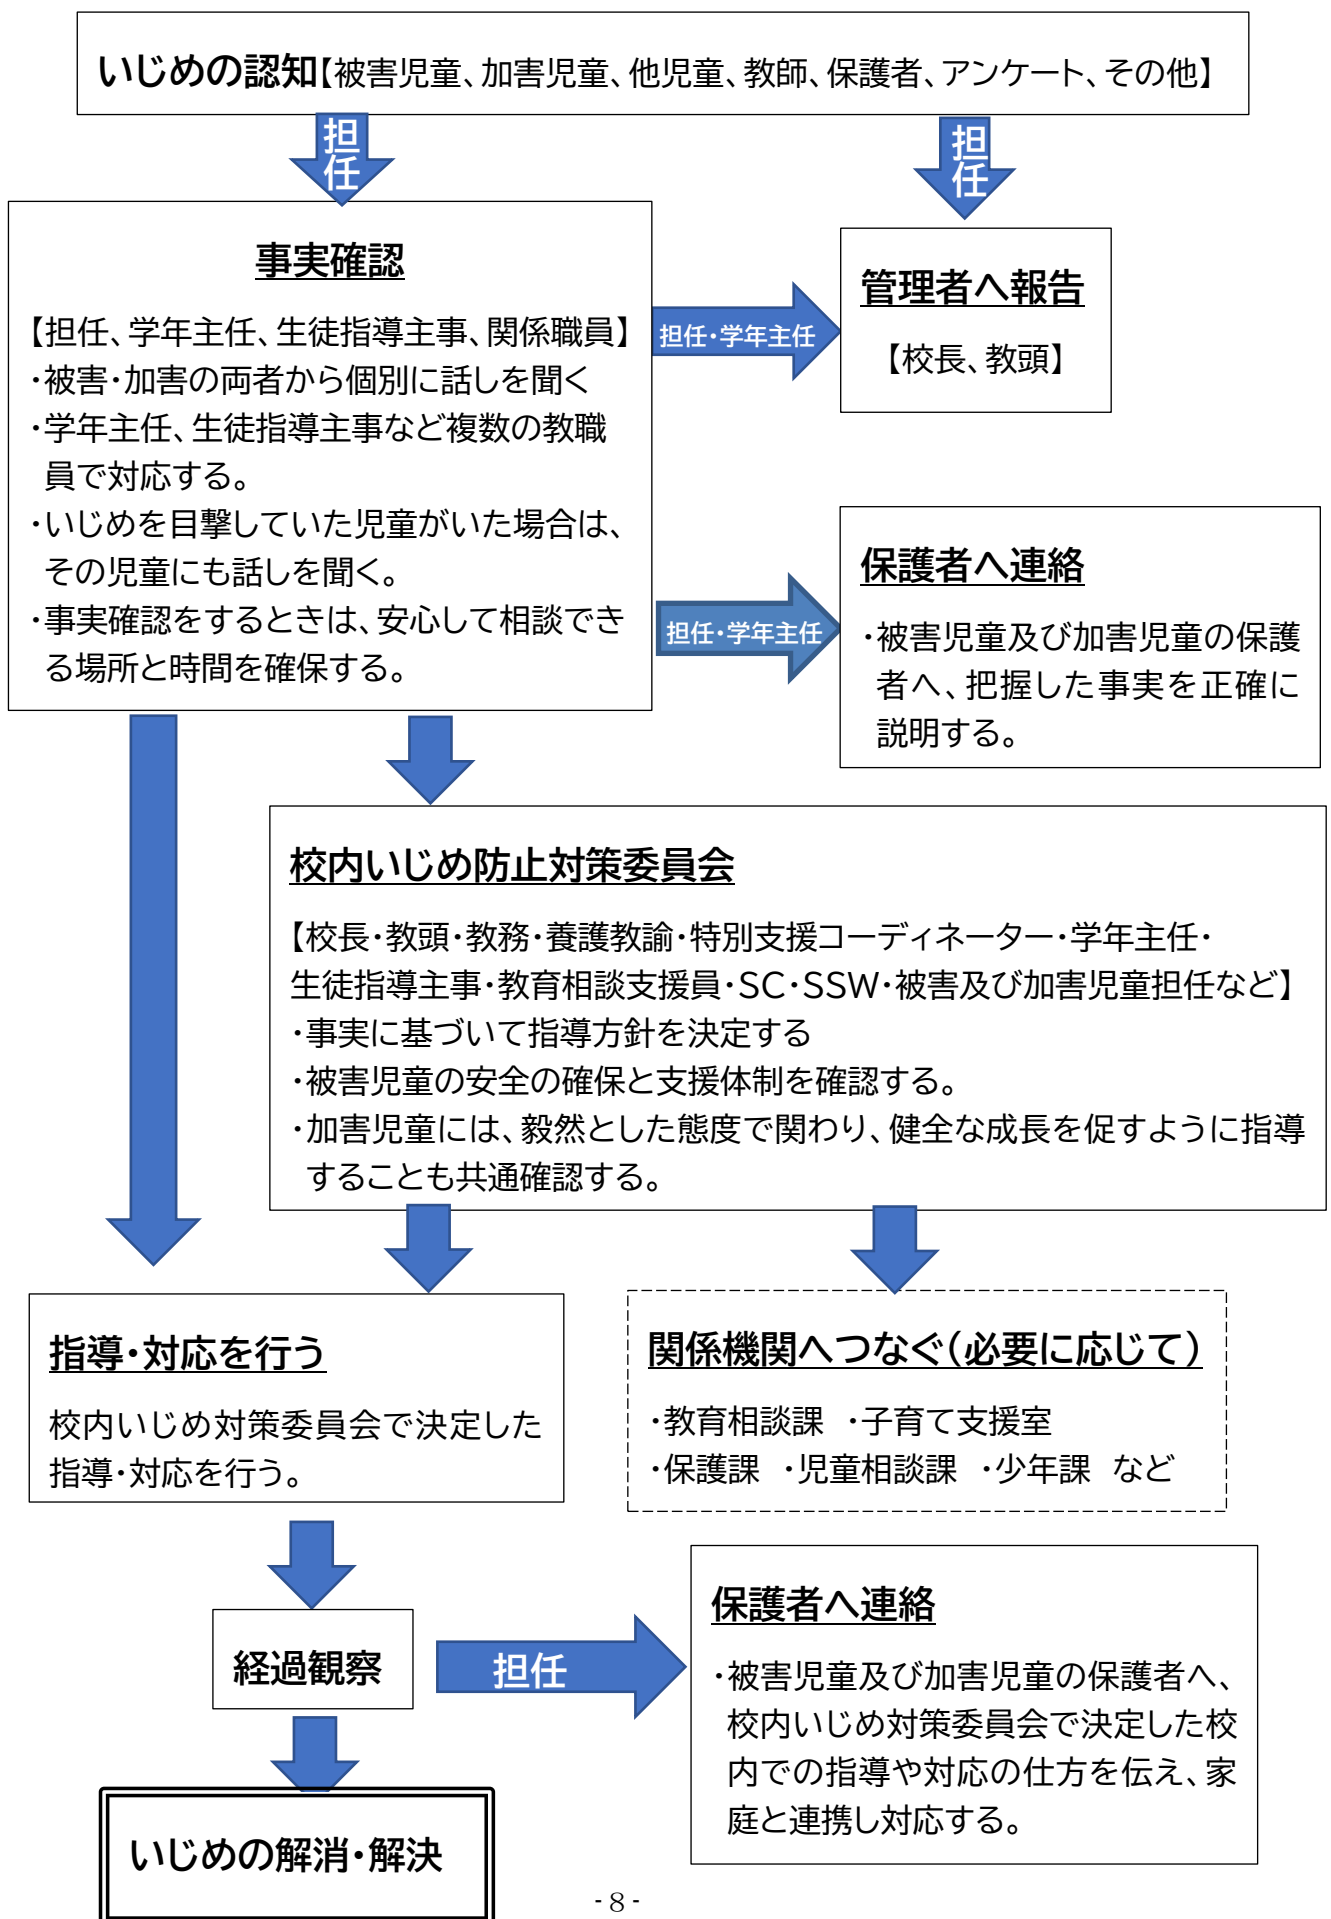 いじめの認知【被害児童、加害児童、他児童、教師、保護者、アンケート、その他】
担任
担任
事実確認
【担任、学年主任、生徒指導主事、関係職員】
・被害・加害の両者から個別に話しを聞く
・学年主任、生徒指導主事など複数の教職
員で対応する。
・いじめを目撃していた児童がいた場合は、
その児童にも話しを聞く。
・事実確認をするときは、安心して相談でき
る場所と時間を確保する。
担任・学年主任
管理者へ報告
【校長、教頭】
担任・学年主任
保護者へ連絡
・被害児童及び加害児童の保護
者へ、把握した事実を正確に
説明する。
校内いじめ防止対策委員会
【校長・教頭・教務・養護教諭・特別支援コーディネーター・学年主任・
生徒指導主事・教育相談支援員・SC・SSW・被害及び加害児童担任など】
・事実に基づいて指導方針を決定する
・被害児童の安全の確保と支援体制を確認する。
・加害児童には、毅然とした態度で関わり、健全な成長を促すように指導
することも共通確認する。
指導・対応を行う
校内いじめ対策委員会で決定した
指導・対応を行う。
関係機関へつなぐ(必要に応じて)
・教育相談課 ・子育て支援室
・保護課 ・児童相談課 ・少年課 など
経過観察
担任
保護者へ連絡
・被害児童及び加害児童の保護者へ、
校内いじめ対策委員会で決定した校
内での指導や対応の仕方を伝え、家
庭と連携し対応する。
いじめの解消・解決
- 8 -